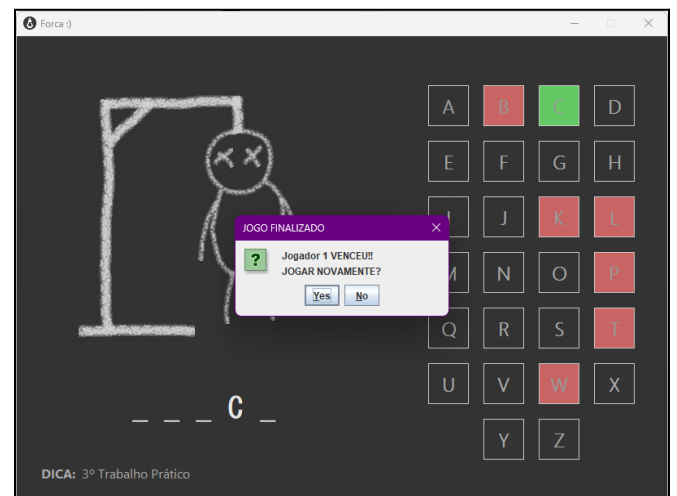 Forca :)
A B C D
E F G H
J K L
JOGO FINALIZADO
Jogador 1 VENCEU!!
JOGAR NOVAMENTE?
Yes No
N O P
Q R S T
U V W X
Y Z
_ _ _ C _
DICA: 3º Trabalho Prático